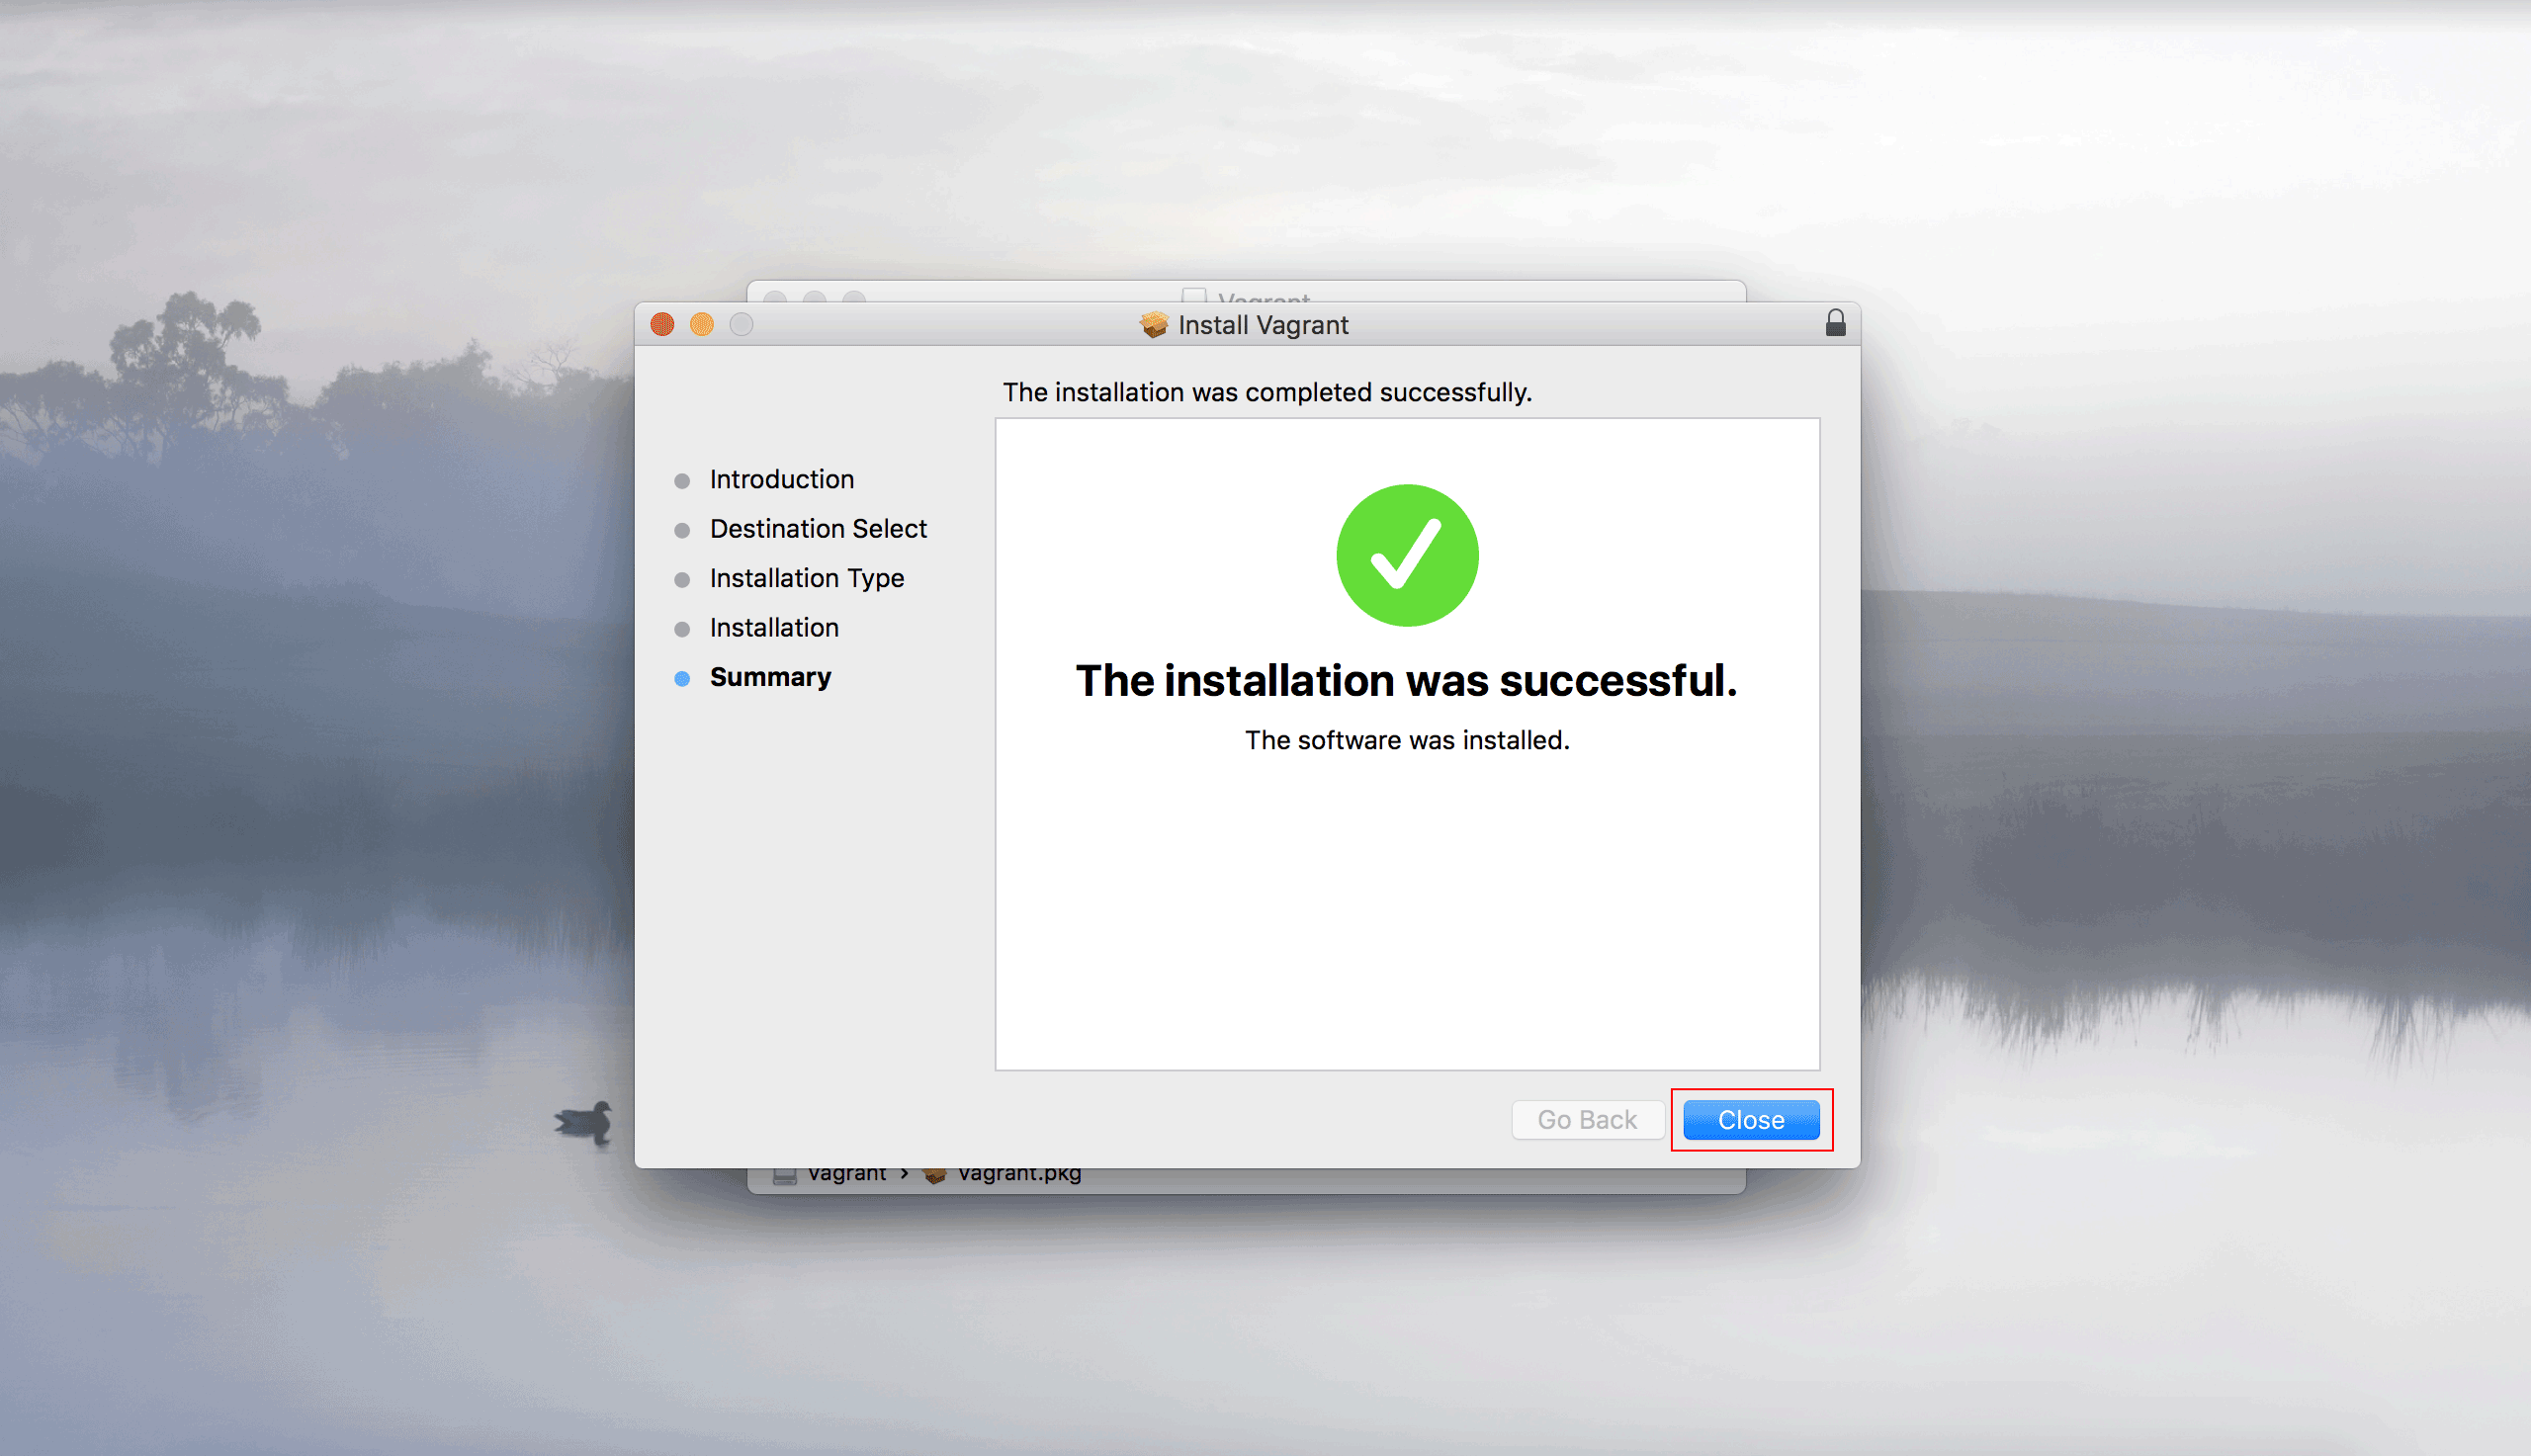 Vagrant
Install Vagrant
The installation was completed successfully.
Introduction
Destination Select
Installation Type
Installation
Summary
The installation was successful.
The software was installed.
Go Back
Close
Vagrant › vagrant.pkg